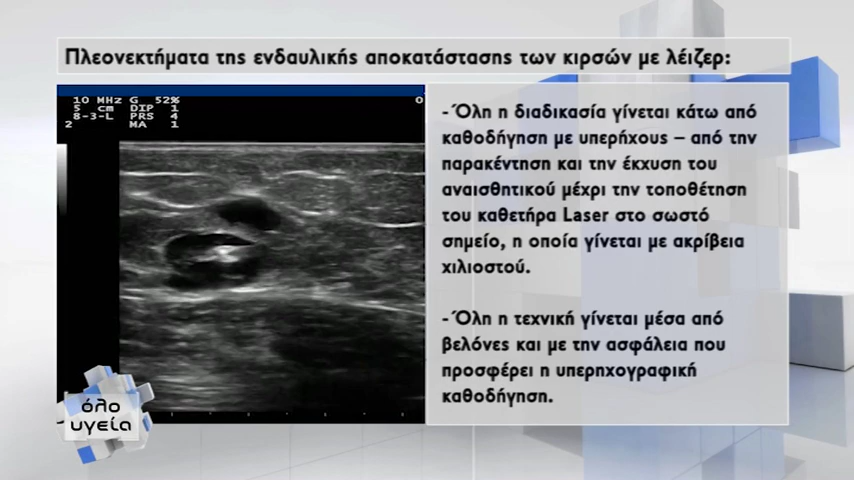 Πλεονεκτήματα της ενδαυλικής αποκατάστασης των κιρσών με λέιζερ:
10 MHz G 52%
5 cm DIP 1
8-3-L PRS 4
2 MA 1
0
- Όλη η διαδικασία γίνεται κάτω από
καθοδήγηση με υπερήχους – από την
παρακέντηση και την έκχυση του
αναισθητικού μέχρι την τοποθέτηση
του καθετήρα Laser στο σωστό
σημείο, η οποία γίνεται με ακρίβεια
χιλιοστού.
- Όλη η τεχνική γίνεται μέσα από
βελόνες και με την ασφάλεια που
προσφέρει η υπερηχογραφική
καθοδήγηση.
όλο
υγεία